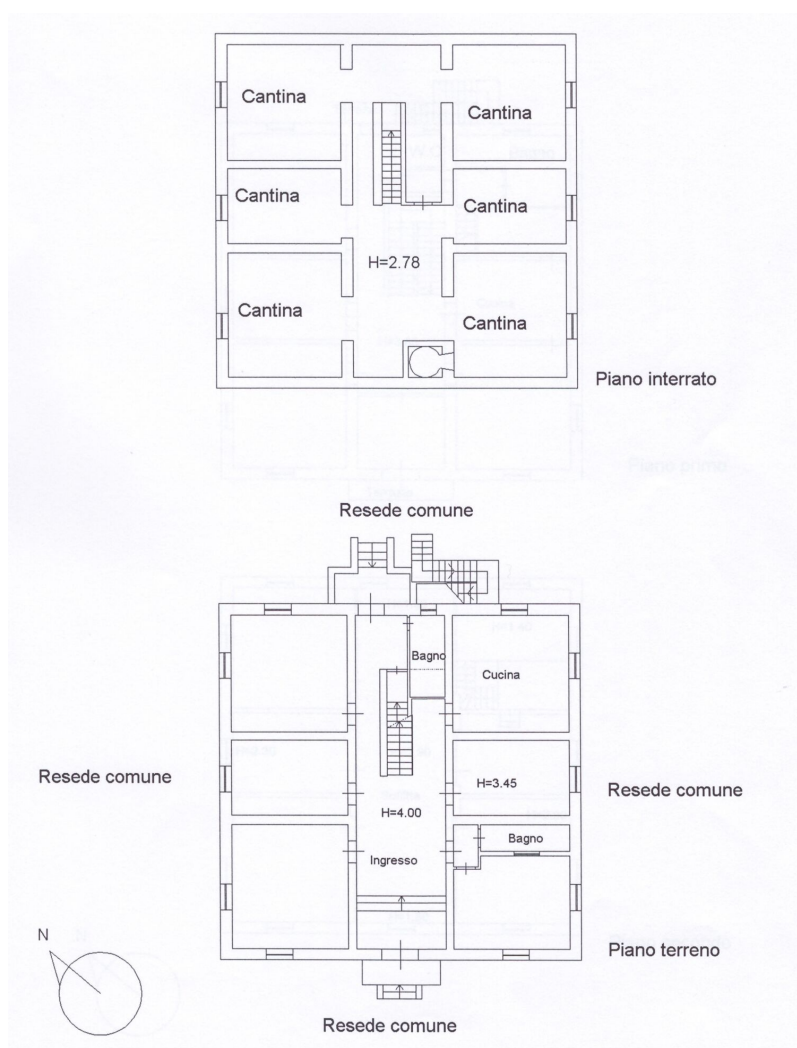 Cantina
Cantina
Cantina
Cantina
H=2.78
Cantina
Cantina
Piano interrato
Piano primo
Resede comune
Bagno
Cucina
Resede comune
H=3.45
Resede comune
H=4.00
Bagno
Ingresso
N
Piano terreno
Resede comune